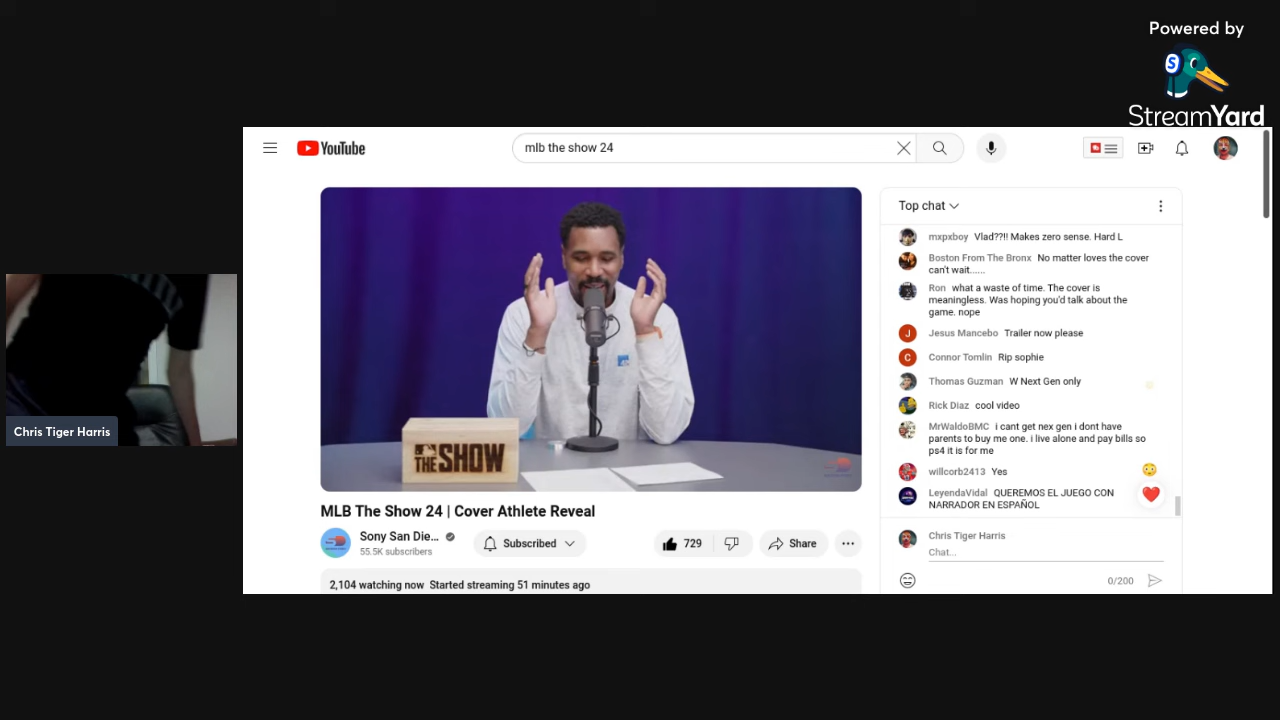 Powered by
StreamYard
YouTube
mlb the show 24
Top chat
mxpxboy Vlad??!! Makes zero sense. Hard L
Boston From The Bronx No matter loves the cover
can't wait......
Ron what a waste of time. The cover is
meaningless. Was hoping you'd talk about the
game. nope
Jesus Mancebo Trailer now please
Connor Tomlin Rip sophie
Thomas Guzman W Next Gen only
Rick Diaz cool video
MrWaldoBMC i cant get nex gen i dont have
parents to buy me one. i live alone and pay bills so
ps4 it is for me
willcorb2413 Yes
LeyendaVidal QUEREMOS EL JUEGO CON
NARRADOR EN ESPAÑOL
Chris Tiger Harris
Chat...
0/200
THE SHOW
MLB The Show 24 | Cover Athlete Reveal
Sony San Die...
55.5K subscribers
Subscribed
729
Share
2,104 watching now Started streaming 51 minutes ago
Chris Tiger Harris